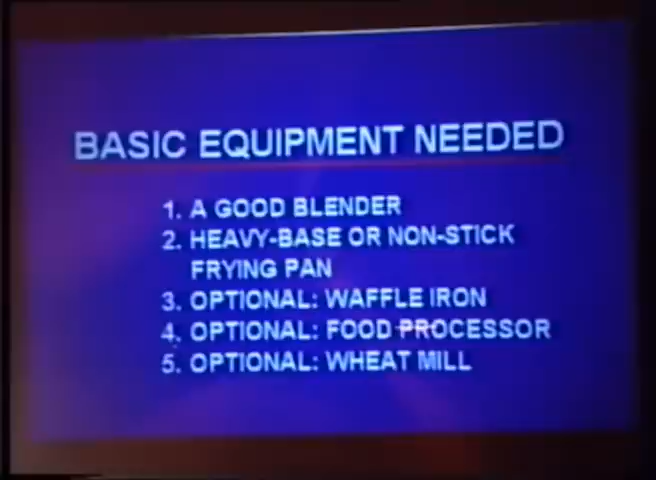 BASIC EQUIPMENT NEEDED
1. A GOOD BLENDER
2. HEAVY-BASE OR NON-STICK
FRYING PAN
3. OPTIONAL: WAFFLE IRON
4. OPTIONAL: FOOD PROCESSOR
5. OPTIONAL: WHEAT MILL